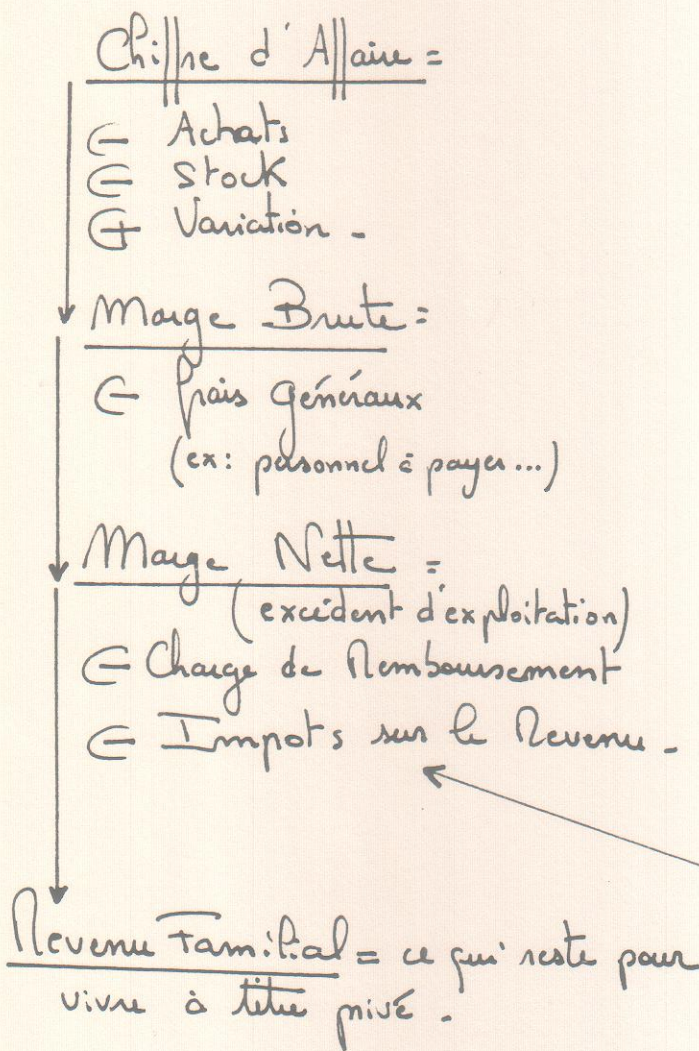 Chiffre d'Affaire =
⊖ Achats
⊖ Stock
⊕ Variation -
Marge Brute =
⊖ frais Généraux
(ex: personnel à payer...)
Marge Nette =
(excédent d'exploitation)
⊖ Charge de Remboursement
⊖ Impots sur le Revenu -
Revenu Familial = ce qui reste pour
vivre à titre privé -